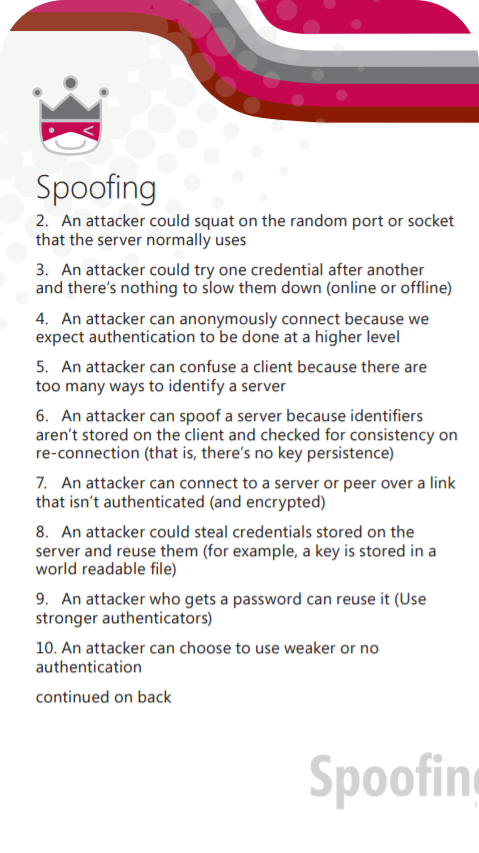 Spoofing
2. An attacker could squat on the random port or socket
that the server normally uses
3. An attacker could try one credential after another
and there's nothing to slow them down (online or offline)
4. An attacker can anonymously connect because we
expect authentication to be done at a higher level
5. An attacker can confuse a client because there are
too many ways to identify a server
6. An attacker can spoof a server because identifiers
aren't stored on the client and checked for consistency on
re-connection (that is, there's no key persistence)
7. An attacker can connect to a server or peer over a link
that isn't authenticated (and encrypted)
8. An attacker could steal credentials stored on the
server and reuse them (for example, a key is stored in a
world readable file)
9. An attacker who gets a password can reuse it (Use
stronger authenticators)
10. An attacker can choose to use weaker or no
authentication
continued on back
Spoofing